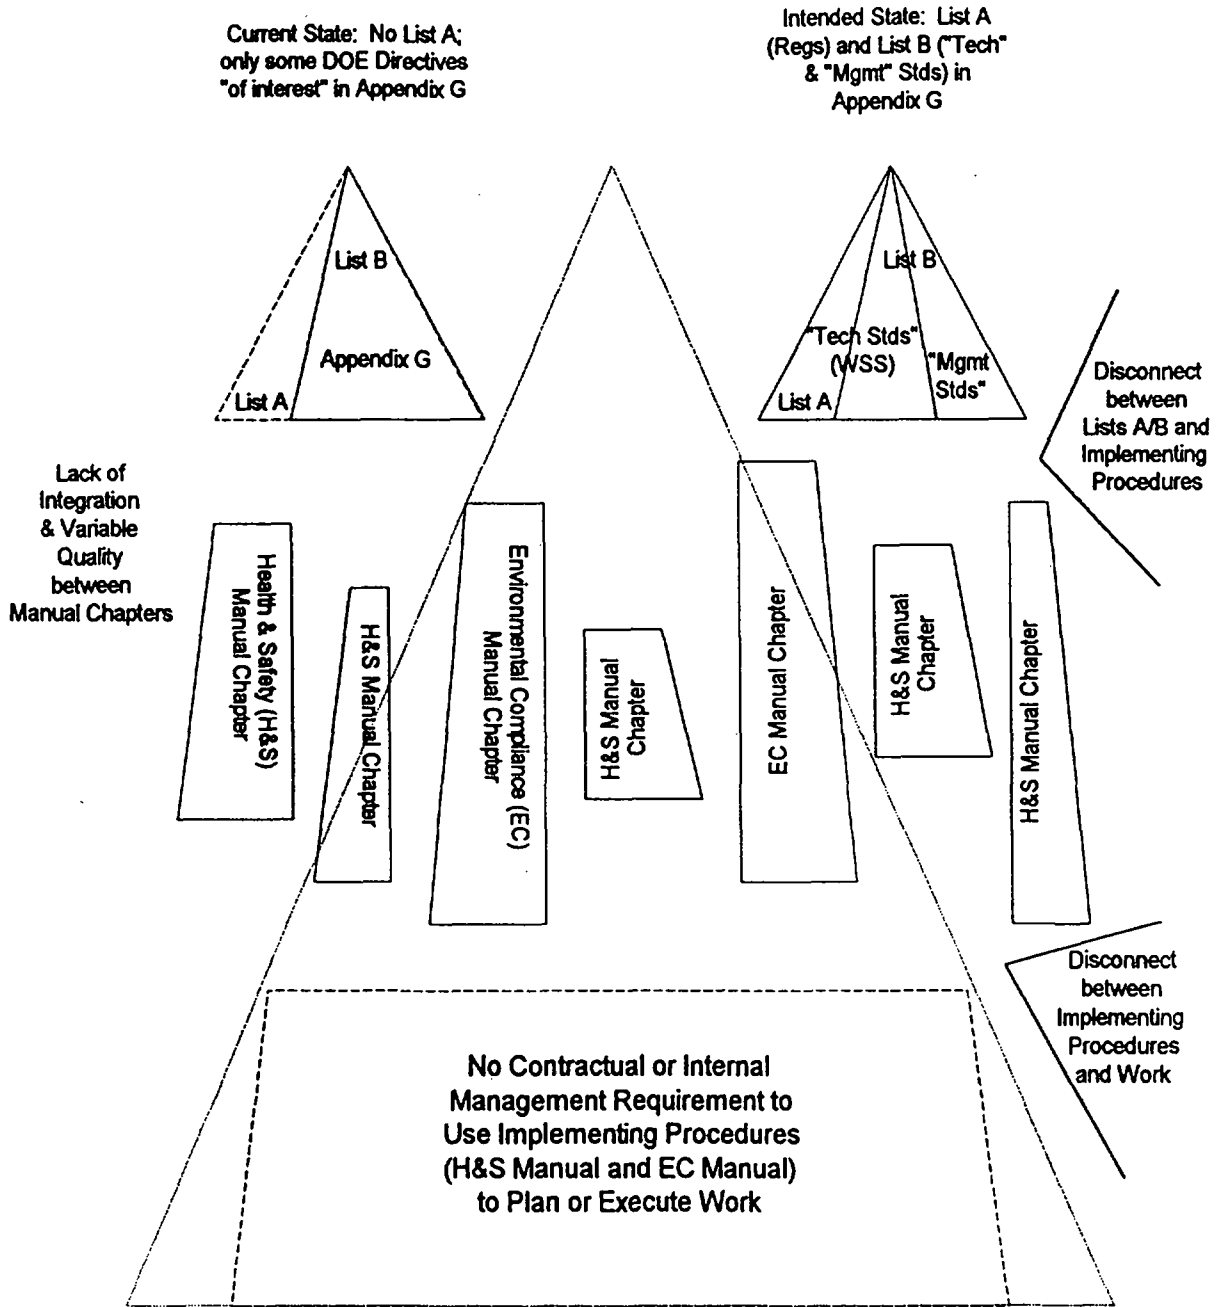 Current State: No List A;
only some DOE Directives
"of interest" in Appendix G
Intended State: List A
(Regs) and List B ("Tech"
& "Mgmt" Stds) in
Appendix G
List B
Appendix G
List A
List B
"Tech Stds"
(WSS)
"Mgmt
Stds"
List A
Disconnect
between
Lists A/B and
Implementing
Procedures
Lack of
Integration
& Variable
Quality
between
Manual Chapters
Health & Safety (H&S)
Manual Chapter
H&S Manual Chapter
Environmental Compliance (EC)
Manual Chapter
H&S Manual
Chapter
EC Manual Chapter
H&S Manual
Chapter
H&S Manual Chapter
Disconnect
between
Implementing
Procedures
and Work
No Contractual or Internal
Management Requirement to
Use Implementing Procedures
(H&S Manual and EC Manual)
to Plan or Execute Work